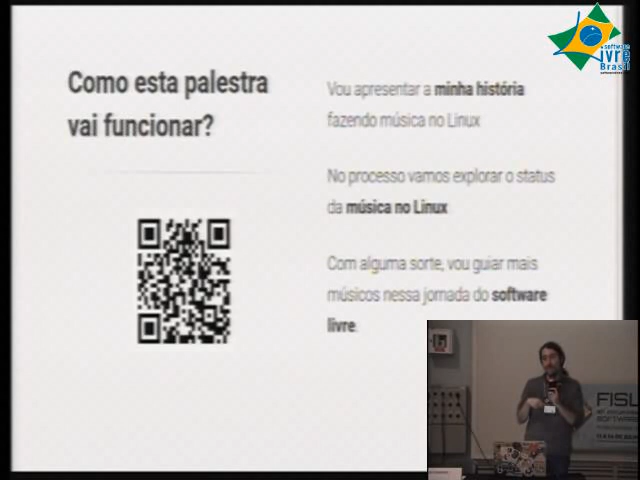 Como esta palestra
vai funcionar?
Vou apresentar a minha história
fazendo música no Linux
No processo vamos explorar o status
da música no Linux
Com alguma sorte, vou guiar mais
músicos nessa jornada do software
livre.
software
livre
Brasil
FISL